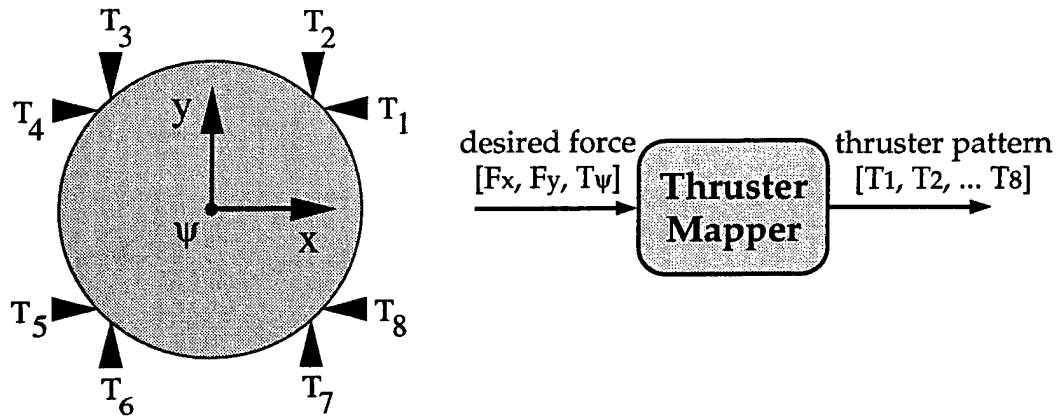 T3
T2
T4
T1
y
ψ
x
T5
T8
T6
T7
desired force
[Fx, Fy, Tψ]
Thruster
Mapper
thruster pattern
[T1, T2, ... T8]